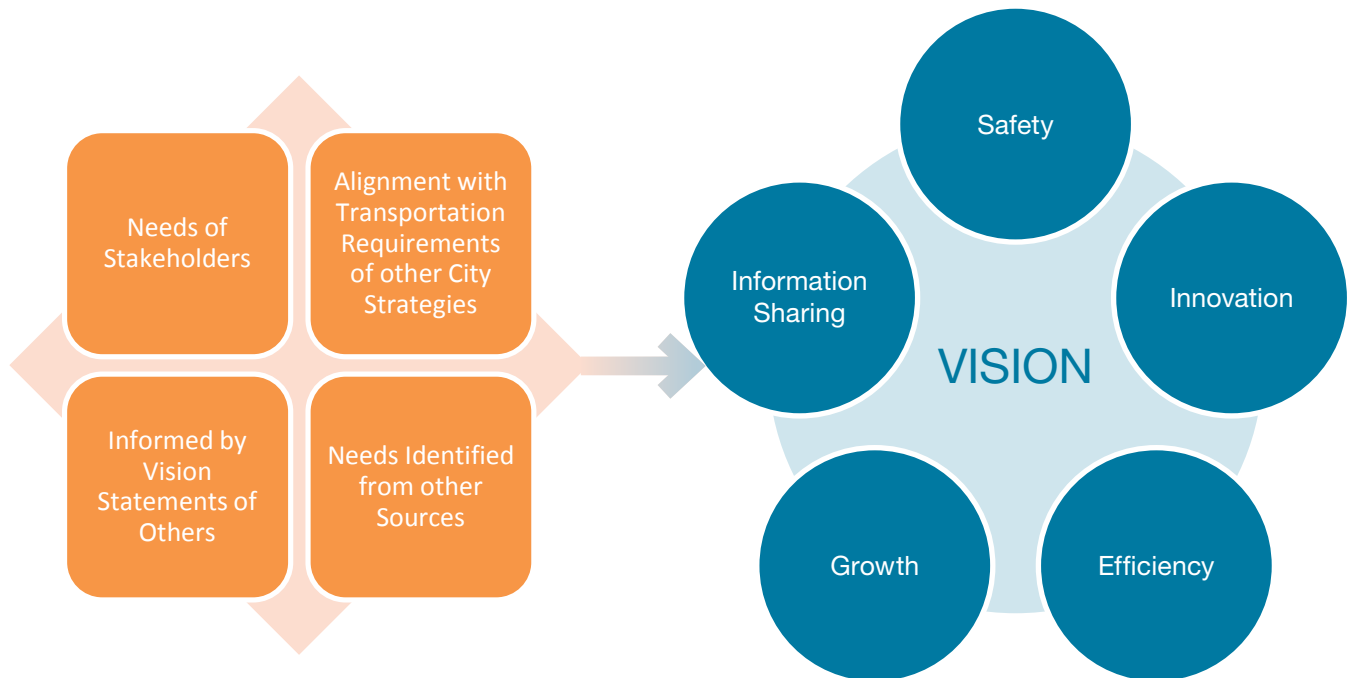 Needs of
Stakeholders
Alignment with
Transportation
Requirements
of other City
Strategies
Informed by
Vision
Statements of
Others
Needs Identified
from other
Sources
VISION
Safety
Innovation
Efficiency
Growth
Information
Sharing